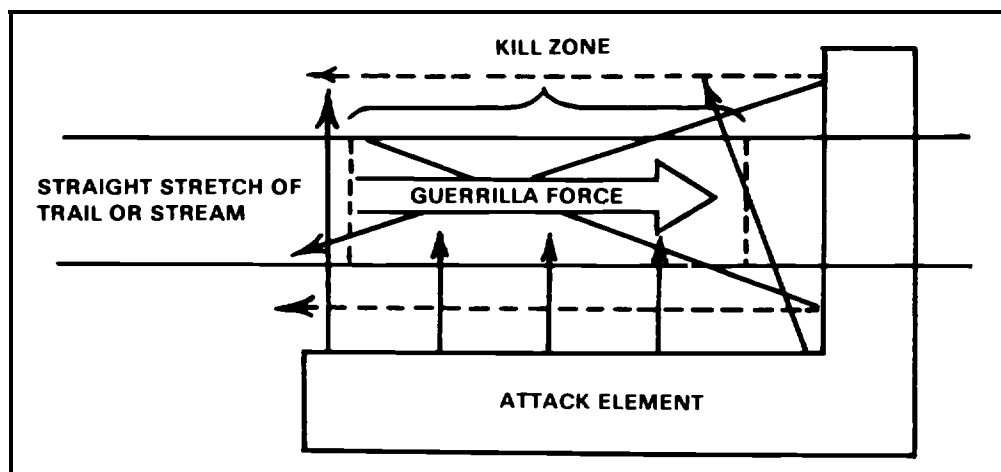 KILL ZONE
STRAIGHT STRETCH OF
TRAIL OR STREAM
GUERRILLA FORCE
ATTACK ELEMENT